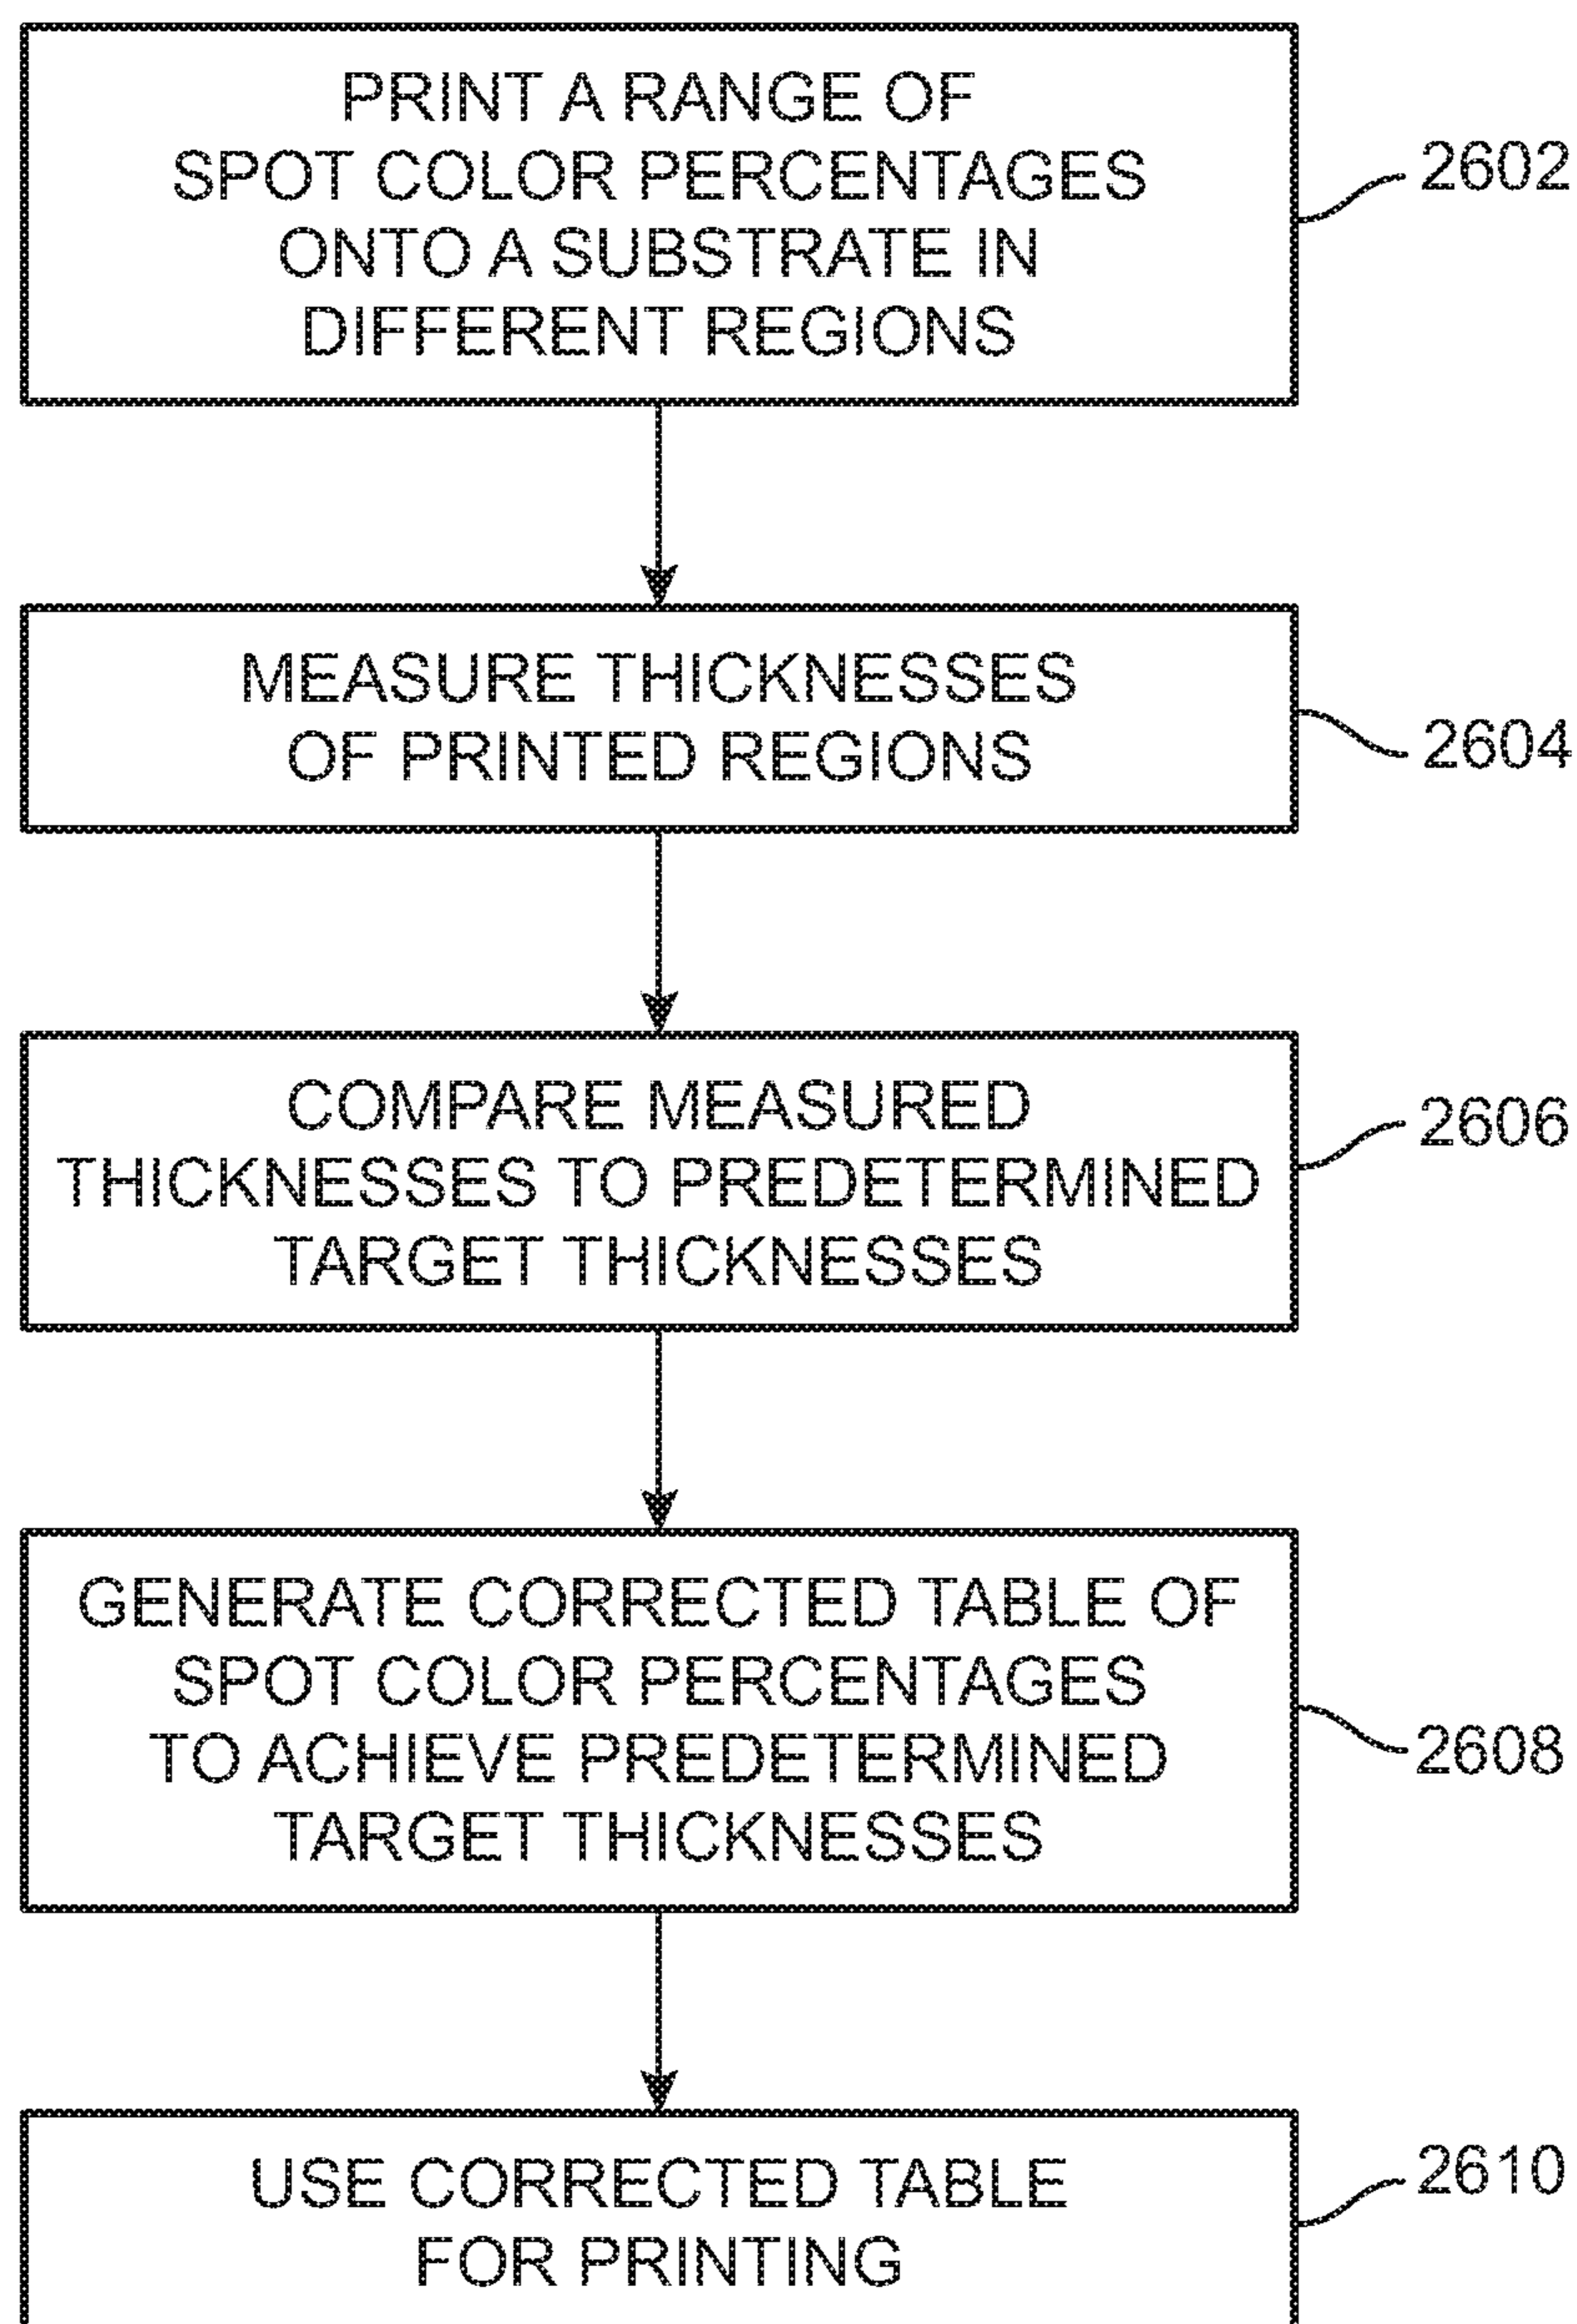 PRINT A RANGE OF
SPOT COLOR PERCENTAGES
ONTO A SUBSTRATE IN
DIFFERENT REGIONS
2602
MEASURE THICKNESSES
OF PRINTED REGIONS
2604
COMPARE MEASURED
THICKNESSES TO PREDETERMINED
TARGET THICKNESSES
2606
GENERATE CORRECTED TABLE OF
SPOT COLOR PERCENTAGES
TO ACHIEVE PREDETERMINED
TARGET THICKNESSES
2608
USE CORRECTED TABLE
FOR PRINTING
2610